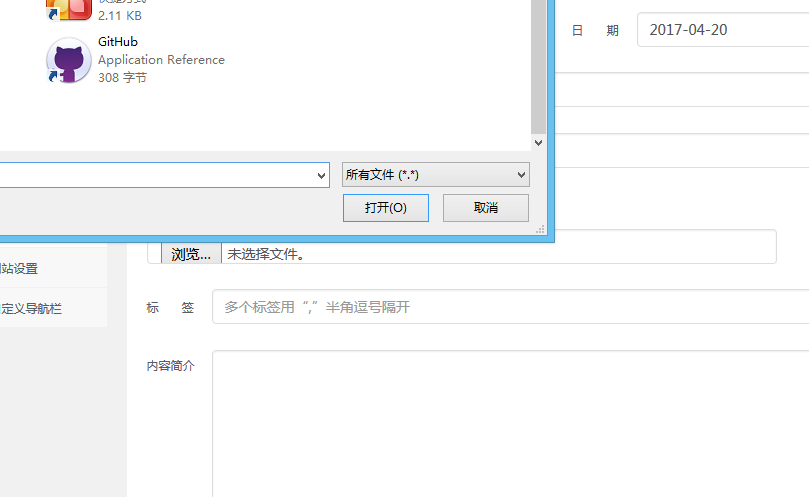 2.11 KB
GitHub
Application Reference
308 字节
日 期
2017-04-20
所有文件 (*.*)
打开(O)
取消
浏览...
未选择文件。
站设置
定义导航栏
标 签
多个标签用“,”半角逗号隔开
内容简介